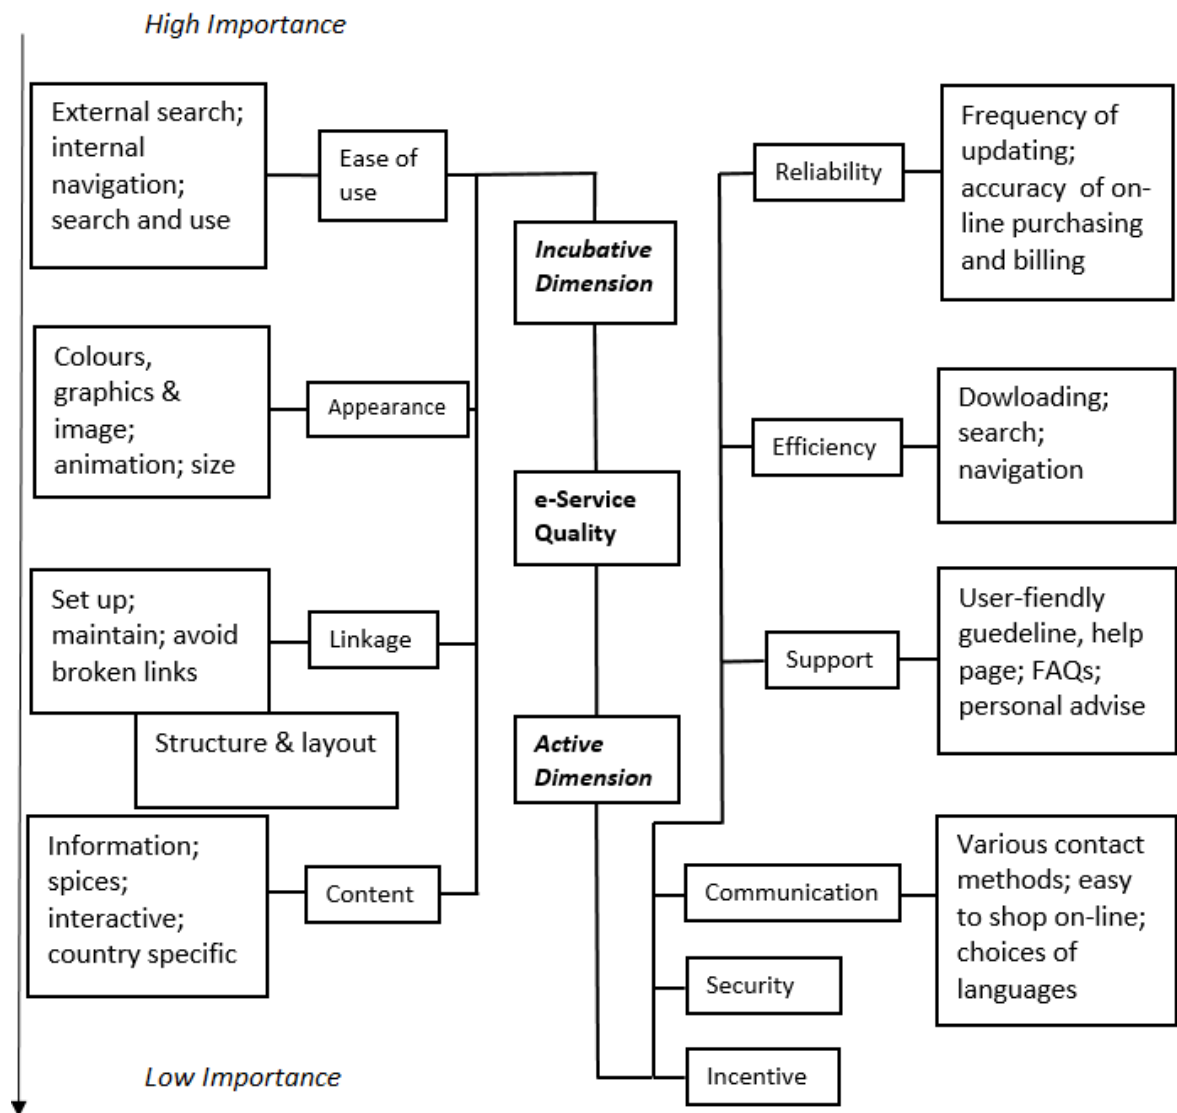 High Importance
External search;
internal
navigation;
search and use
Ease of
use
Incubative
Dimension
Reliability
Frequency of
updating;
accuracy  of on-
line purchasing
and billing
Colours,
graphics &
image;
animation; size
Appearance
e-Service
Quality
Efficiency
Dowloading;
search;
navigation
Set up;
maintain; avoid
broken links
Linkage
Structure & layout
Active
Dimension
Support
User-fiendly
guedeline, help
page; FAQs;
personal advise
Information;
spices;
interactive;
country specific
Content
Communication
Various contact
methods; easy
to shop on-line;
choices of
languages
Security
Incentive
Low Importance